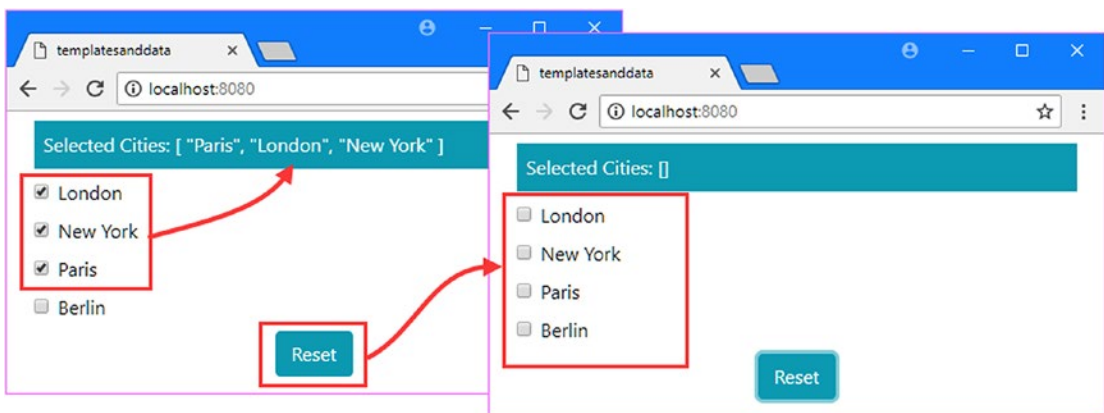 templatesanddata
localhost:8080
Selected Cities: [ "Paris", "London", "New York" ]
London
New York
Paris
Berlin
Reset
templatesanddata
localhost:8080
Selected Cities: []
London
New York
Paris
Berlin
Reset